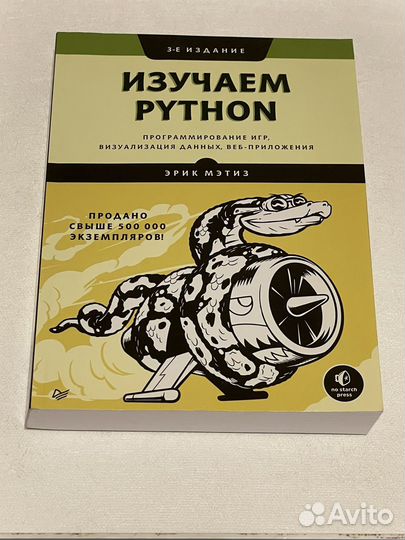 3-Е ИЗДАНИЕ
ИЗУЧАЕМ
PYTHON
ПРОГРАММИРОВАНИЕ ИГР,
ВИЗУАЛИЗАЦИЯ ДАННЫХ, ВЕБ-ПРИЛОЖЕНИЯ
ЭРИК МЭТИЗ
ПРОДАНО
СВЫШЕ 500 000
ЭКЗЕМПЛЯРОВ!
no starch
press
Avito